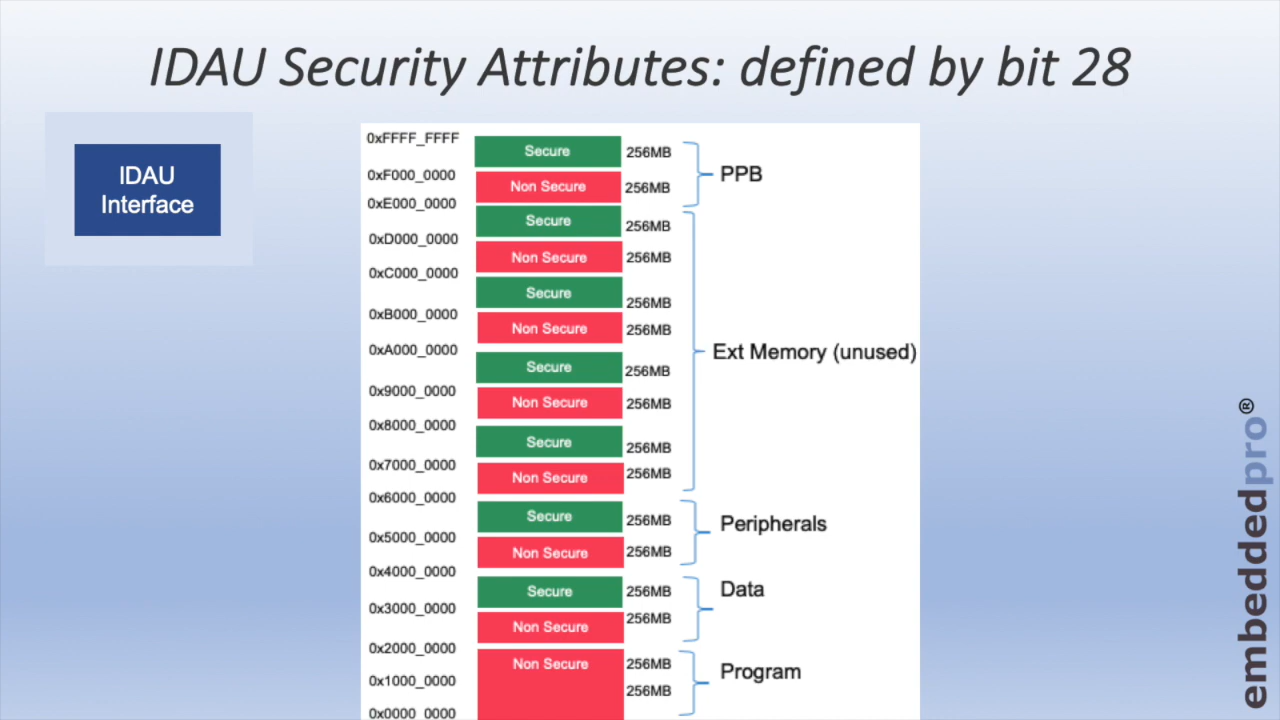 IDAU Security Attributes: defined by bit 28
IDAU
Interface
0xFFFF_FFFF
Secure
256MB
PPB
0xF000_0000
Non Secure
256MB
0xE000_0000
Secure
256MB
0xD000_0000
Non Secure
256MB
0xC000_0000
Secure
256MB
0xB000_0000
Non Secure
256MB
Ext Memory (unused)
0xA000_0000
Secure
256MB
0x9000_0000
Non Secure
256MB
0x8000_0000
Secure
256MB
0x7000_0000
Non Secure
256MB
0x6000_0000
Secure
256MB
Peripherals
0x5000_0000
Non Secure
256MB
0x4000_0000
Secure
256MB
Data
0x3000_0000
Non Secure
256MB
0x2000_0000
Non Secure
256MB
Program
0x1000_0000
256MB
0x0000_0000
embeddedpro®